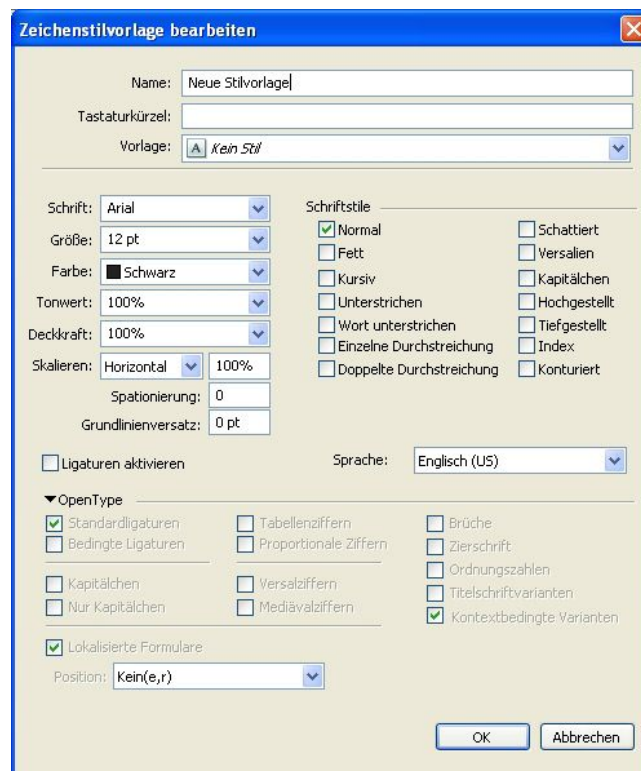 Zeichenstilvorlage bearbeiten
Name: Neue Stilvorlage
Tastaturkürzel:
Vorlage: A Kein Stil
Schrift: Arial
Größe: 12 pt
Farbe: Schwarz
Tonwert: 100%
Deckkraft: 100%
Skalieren: Horizontal 100%
Spationierung: 0
Grundlinienversatz: 0 pt
Schriftstile
Normal
Fett
Kursiv
Unterstrichen
Wort unterstrichen
Einzelne Durchstreichung
Doppelte Durchstreichung
Schattiert
Versalien
Kapitälchen
Hochgestellt
Tiefgestellt
Index
Konturiert
Ligaturen aktivieren
Sprache: Englisch (US)
OpenType
Standardligaturen
Bedingte Ligaturen
Tabellenziffern
Proportionale Ziffern
Kapitälchen
Nur Kapitälchen
Versalziffern
Mediävalziffern
Brüche
Zierschrift
Ordnungszahlen
Titelschriftvarianten
Kontextbedingte Varianten
Lokalisierte Formulare
Position: Kein(e,r)
OK Abbrechen